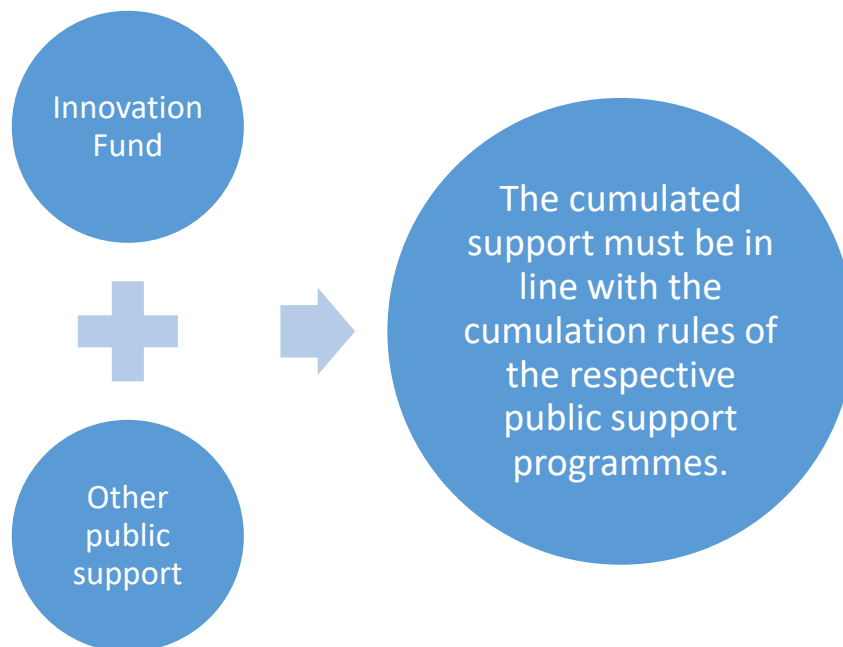 Innovation
Fund
Other
public
support
The cumulated
support must be in
line with the
cumulation rules of
the respective
public support
programmes.